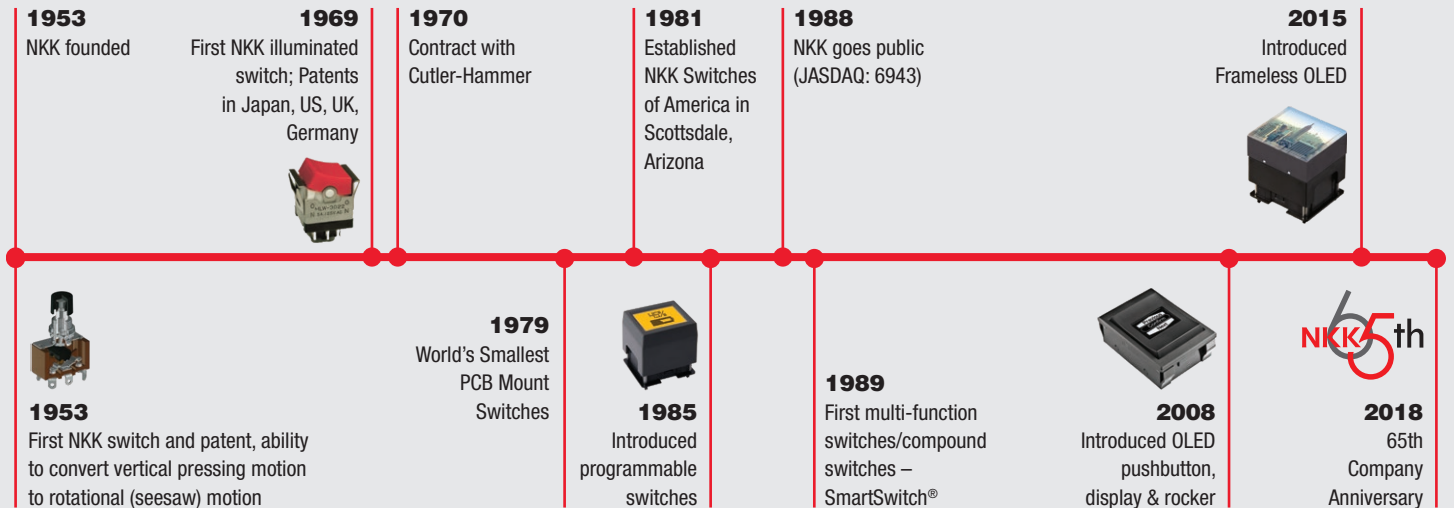 1953
NKK founded
1969
First NKK illuminated
switch; Patents
in Japan, US, UK,
Germany
1970
Contract with
Cutler-Hammer
1981
Established
NKK Switches
of America in
Scottsdale,
Arizona
1988
NKK goes public
(JASDAQ: 6943)
2015
Introduced
Frameless OLED
1953
First NKK switch and patent, ability
to convert vertical pressing motion
to rotational (seesaw) motion
1979
World’s Smallest
PCB Mount
Switches
1985
Introduced
programmable
switches
1989
First multi-function
switches/compound
switches –
SmartSwitch®
2008
Introduced OLED
pushbutton,
display & rocker
NKK 65th
2018
65th
Company
Anniversary